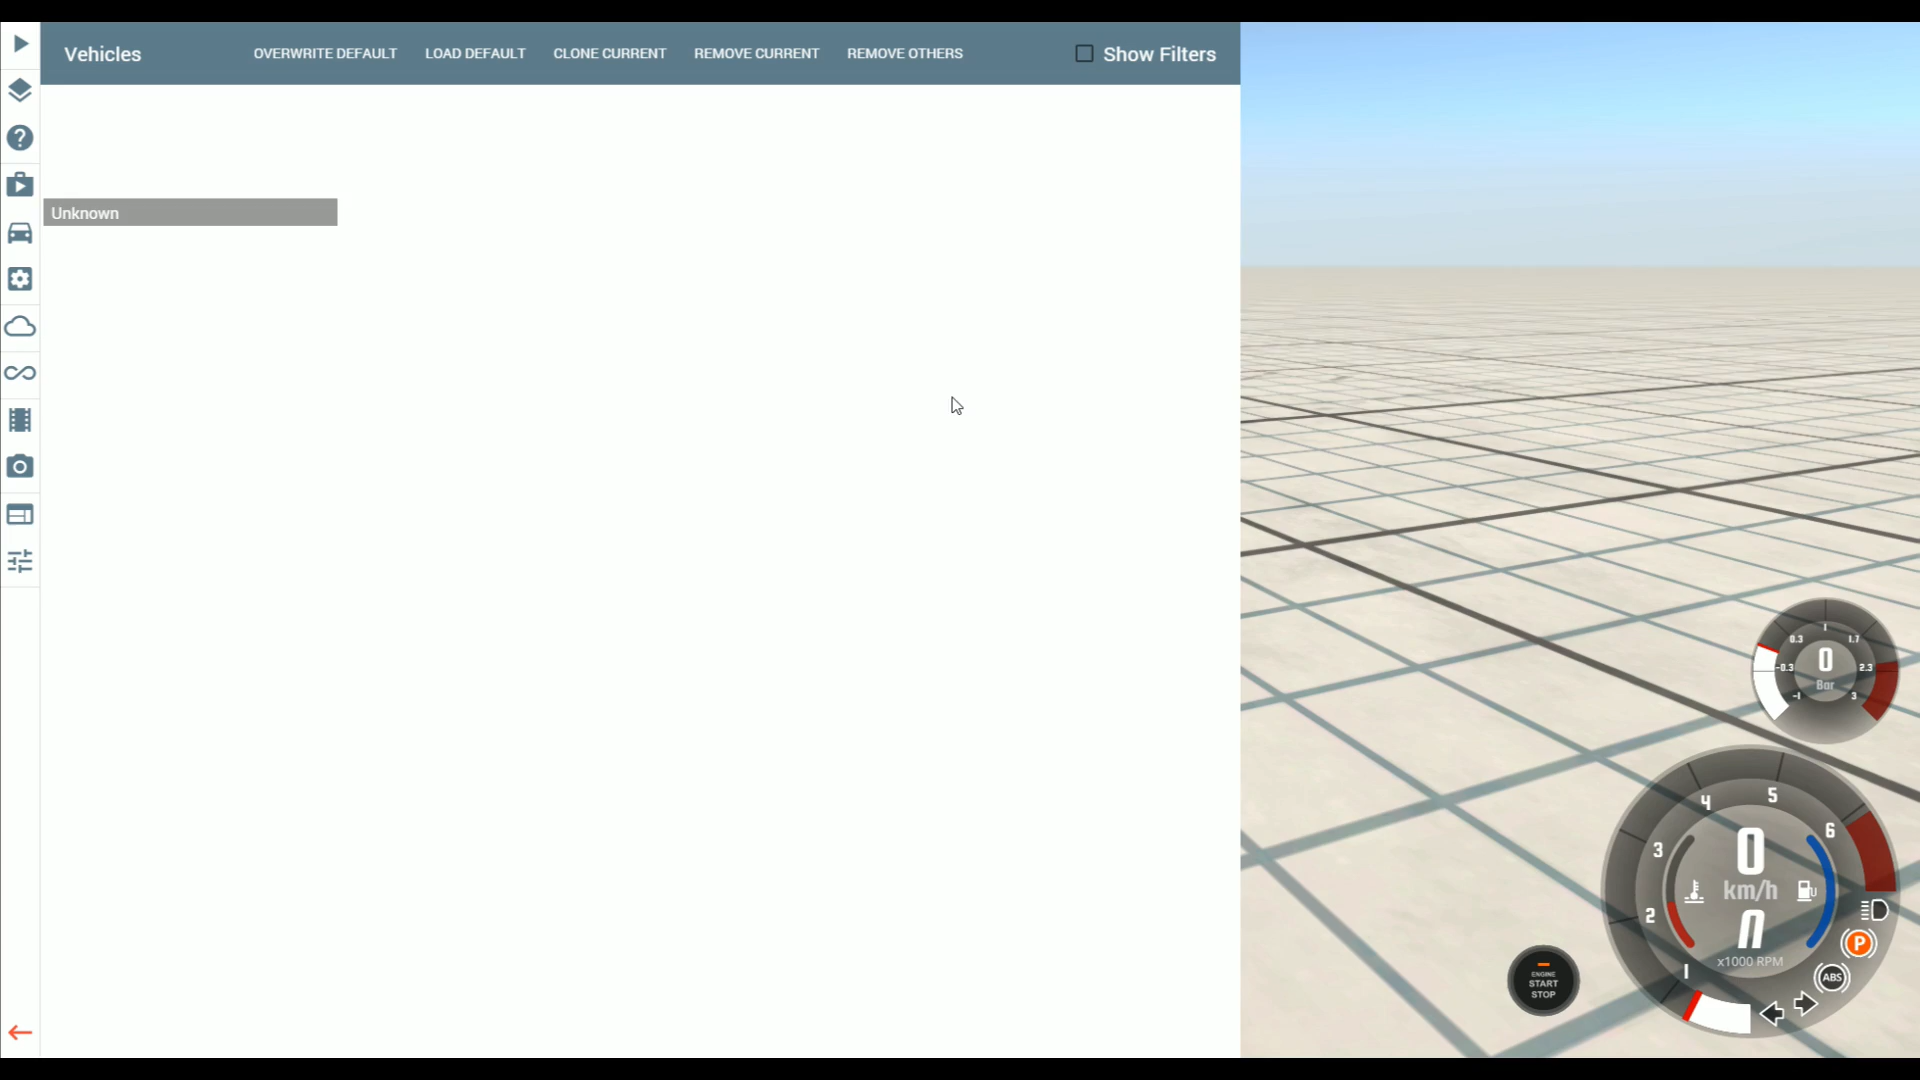 Vehicles
OVERWRITE DEFAULT
LOAD DEFAULT
CLONE CURRENT
REMOVE CURRENT
REMOVE OTHERS
Show Filters
Unknown
1
0.3
1.7
0
-0.3
2.3
Bar
-1
3
5
4
6
0
3
km/h
2
n
P
x1000 RPM
1
ABS
ENGINE
START
STOP